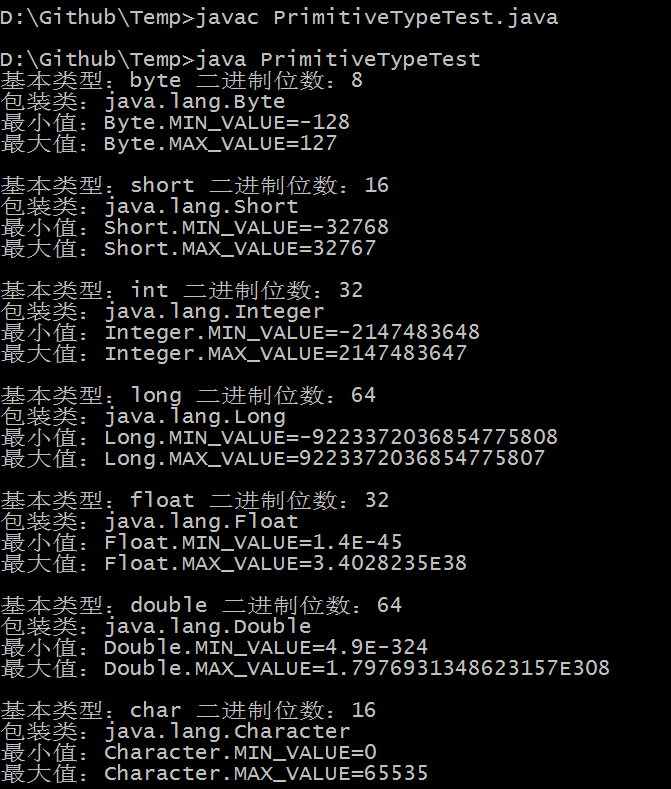 D:\Github\Temp>javac PrimitiveTypeTest.java
D:\Github\Temp>java PrimitiveTypeTest
基本类型：byte 二进制位数：8
包装类：java.lang.Byte
最小值：Byte.MIN_VALUE=-128
最大值：Byte.MAX_VALUE=127
基本类型：short 二进制位数：16
包装类：java.lang.Short
最小值：Short.MIN_VALUE=-32768
最大值：Short.MAX_VALUE=32767
基本类型：int 二进制位数：32
包装类：java.lang.Integer
最小值：Integer.MIN_VALUE=-2147483648
最大值：Integer.MAX_VALUE=2147483647
基本类型：long 二进制位数：64
包装类：java.lang.Long
最小值：Long.MIN_VALUE=-9223372036854775808
最大值：Long.MAX_VALUE=9223372036854775807
基本类型：float 二进制位数：32
包装类：java.lang.Float
最小值：Float.MIN_VALUE=1.4E-45
最大值：Float.MAX_VALUE=3.4028235E38
基本类型：double 二进制位数：64
包装类：java.lang.Double
最小值：Double.MIN_VALUE=4.9E-324
最大值：Double.MAX_VALUE=1.7976931348623157E308
基本类型：char 二进制位数：16
包装类：java.lang.Character
最小值：Character.MIN_VALUE=0
最大值：Character.MAX_VALUE=65535